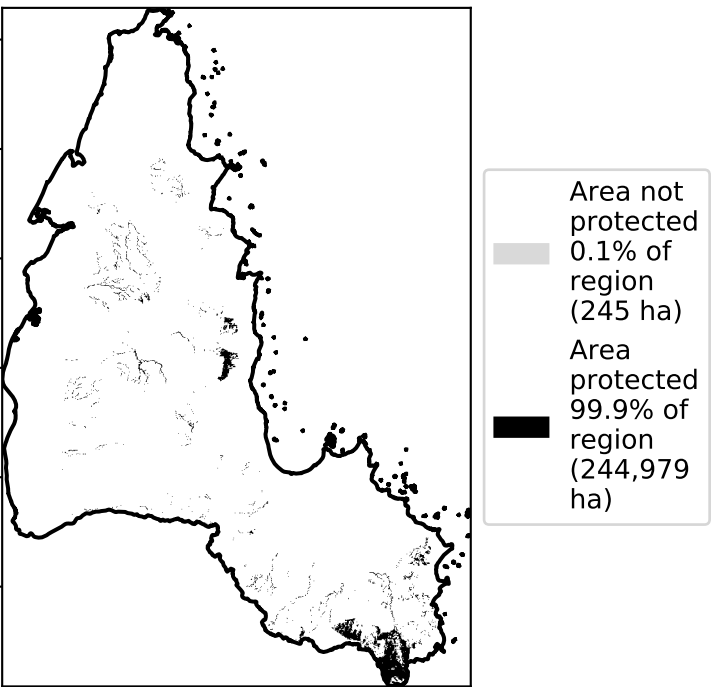 Area not
protected
0.1% of
region
(245 ha)
Area
protected
99.9% of
region
(244,979
ha)